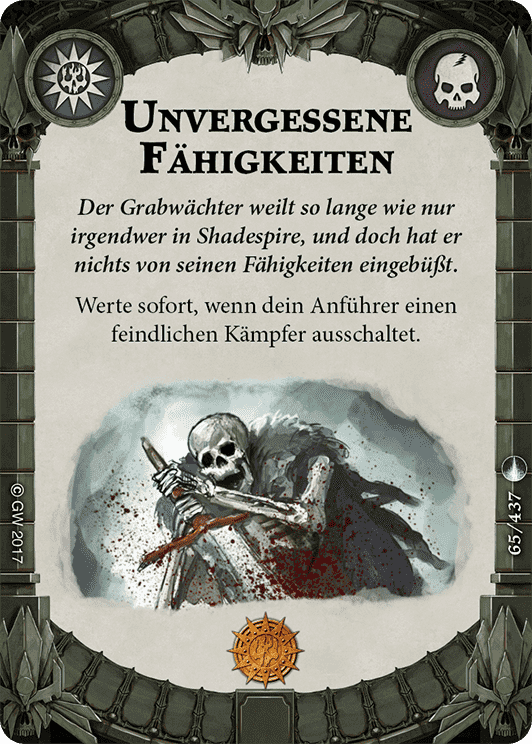 UNVERGESSENE
FÄHIGKEITEN
Der Grabwächter weilt so lange wie nur
irgendwer in Shadespire, und doch hat er
nichts von seinen Fähigkeiten eingebüßt.
Werte sofort, wenn dein Anführer einen
feindlichen Kämpfer ausschaltet.
© GW 2017
65/437